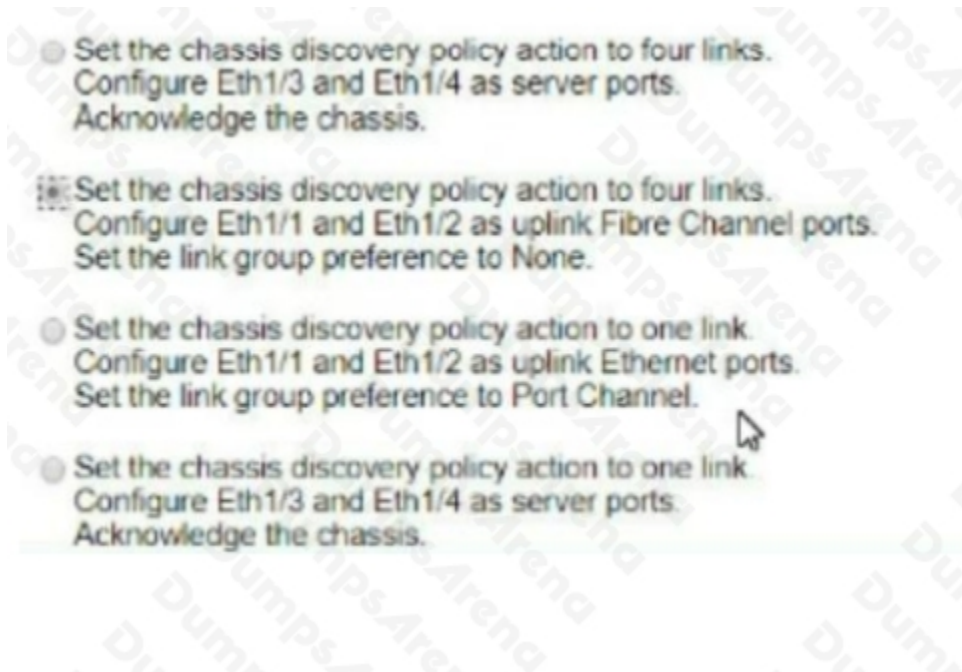 Set the chassis discovery policy action to four links.
Configure Eth1/3 and Eth1/4 as server ports.
Acknowledge the chassis.
Set the chassis discovery policy action to four links.
Configure Eth1/1 and Eth1/2 as uplink Fibre Channel ports.
Set the link group preference to None.
Set the chassis discovery policy action to one link.
Configure Eth1/1 and Eth1/2 as uplink Ethernet ports.
Set the link group preference to Port Channel.
Set the chassis discovery policy action to one link.
Configure Eth1/3 and Eth1/4 as server ports.
Acknowledge the chassis.
DumpsArena